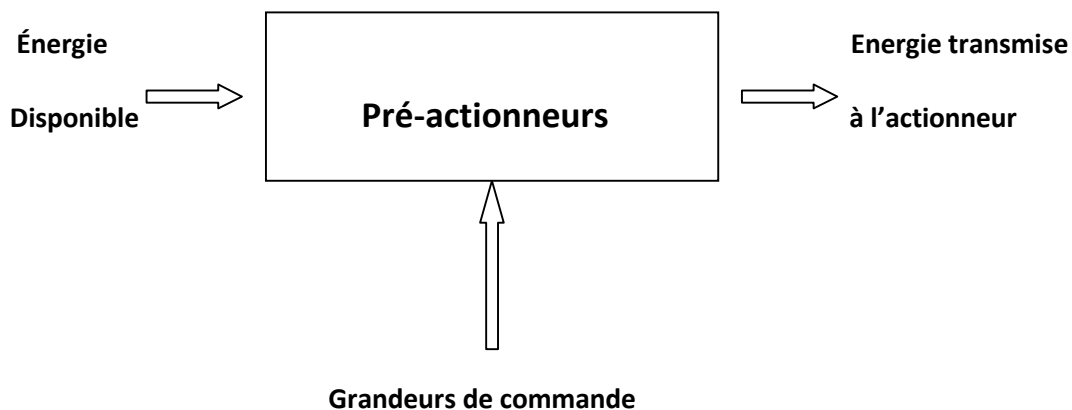 Énergie
Disponible
Pré-actionneurs
Energie transmise
à l’actionneur
Grandeurs de commande